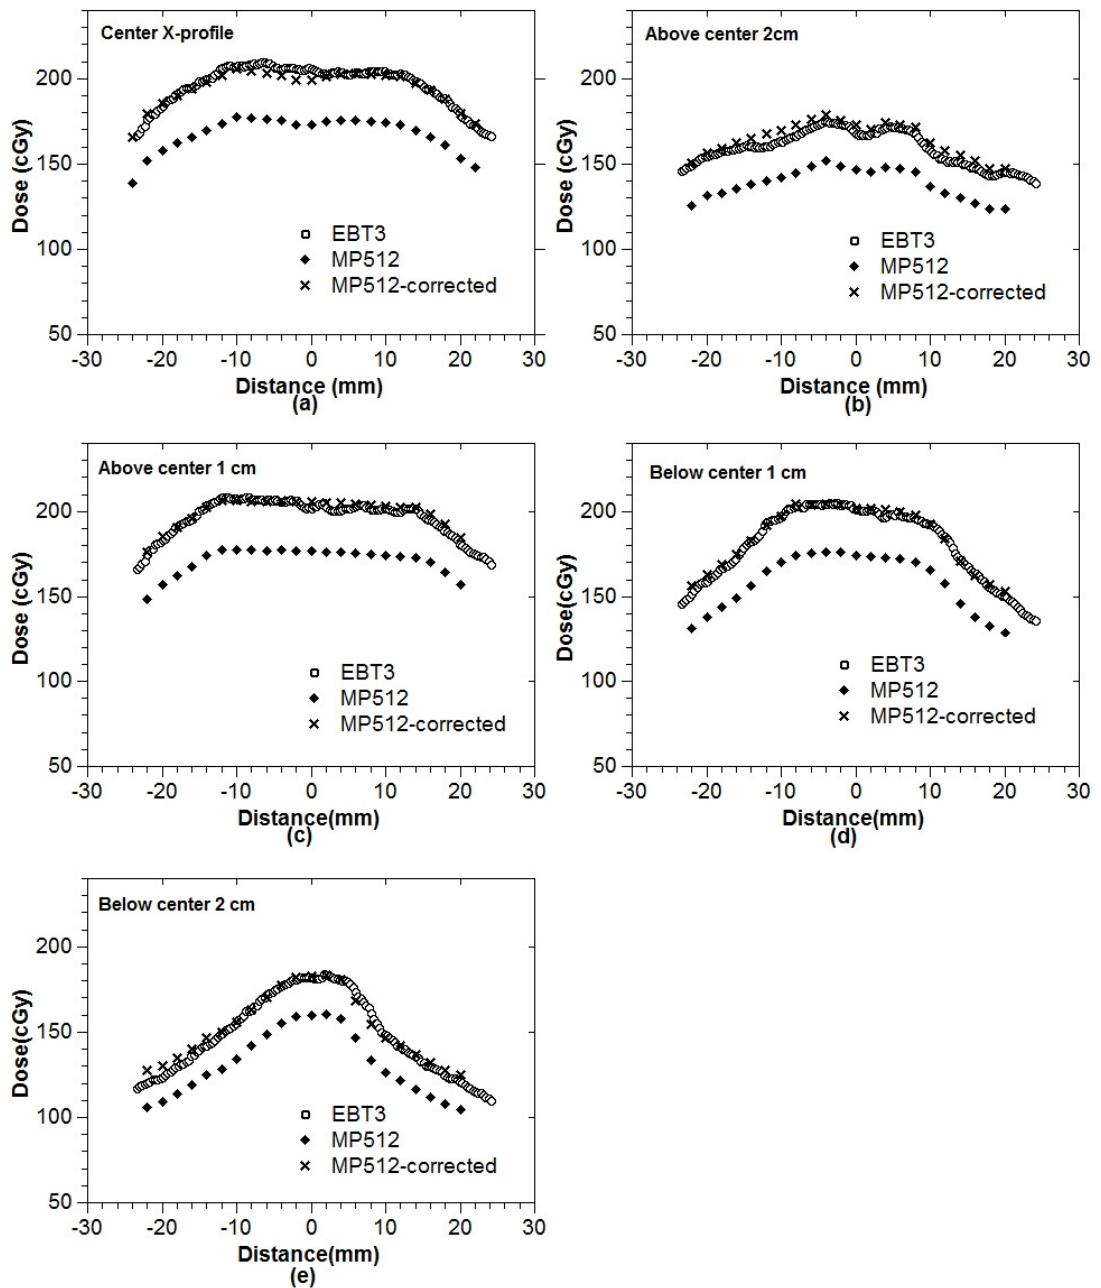 Center X-profile
Dose (cGy)
200
150
100
50
EBT3
MP512
MP512-corrected
-30 -20 -10 0 10 20 30
Distance (mm)
(a)
Above center 2cm
Dose (cGy)
200
150
100
50
EBT3
MP512
MP512-corrected
-30 -20 -10 0 10 20 30
Distance (mm)
(b)
Above center 1 cm
Dose (cGy)
200
150
100
50
EBT3
MP512
MP512-corrected
-30 -20 -10 0 10 20 30
Distance(mm)
(c)
Below center 1 cm
Dose(cGy)
200
150
100
50
EBT3
MP512
MP512-corrected
-30 -20 -10 0 10 20 30
Distance(mm)
(d)
Below center 2 cm
Dose(cGy)
200
150
100
50
EBT3
MP512
MP512-corrected
-30 -20 -10 0 10 20 30
Distance(mm)
(e)